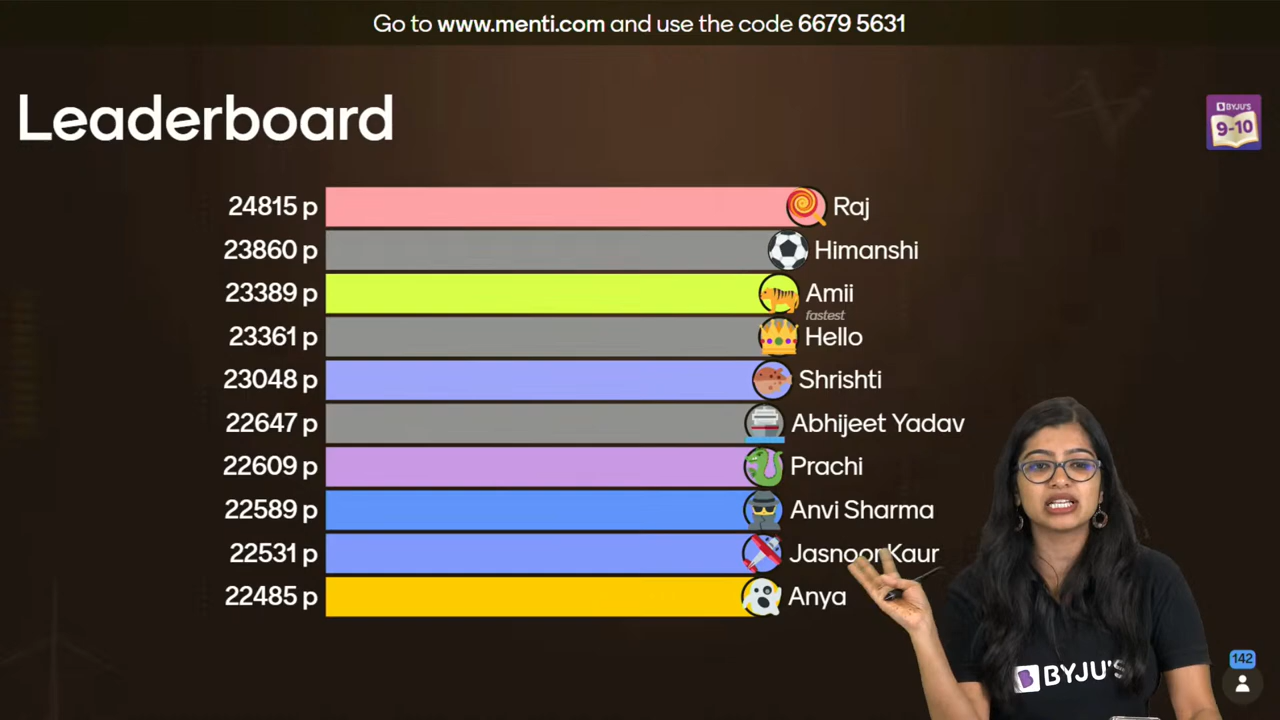 Go to www.menti.com and use the code 6679 5631
Leaderboard
BYJU'S
9-10
24815 p Raj
23860 p Himanshi
23389 p Amii
fastest
23361 p Hello
23048 p Shrishti
22647 p Abhijeet Yadav
22609 p Prachi
22589 p Anvi Sharma
22531 p Jasnoor Kaur
22485 p Anya
BYJU'S
142